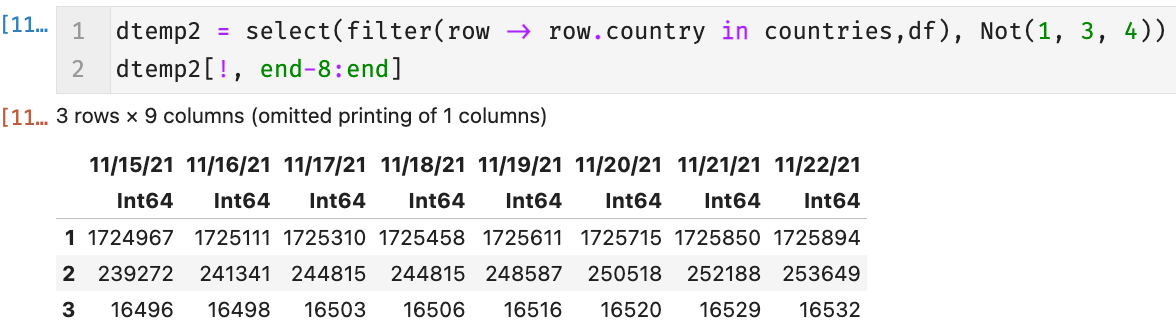 [11… 1 dtemp2 = select(filter(row → row.country in countries,df), Not(1, 3, 4))
2 dtemp2[!, end-8:end]
[11… 3 rows × 9 columns (omitted printing of 1 columns)
11/15/21 11/16/21 11/17/21 11/18/21 11/19/21 11/20/21 11/21/21 11/22/21
Int64 Int64 Int64 Int64 Int64 Int64 Int64 Int64
1 1724967 1725111 1725310 1725458 1725611 1725715 1725850 1725894
2 239272 241341 244815 244815 248587 250518 252188 253649
3 16496 16498 16503 16506 16516 16520 16529 16532